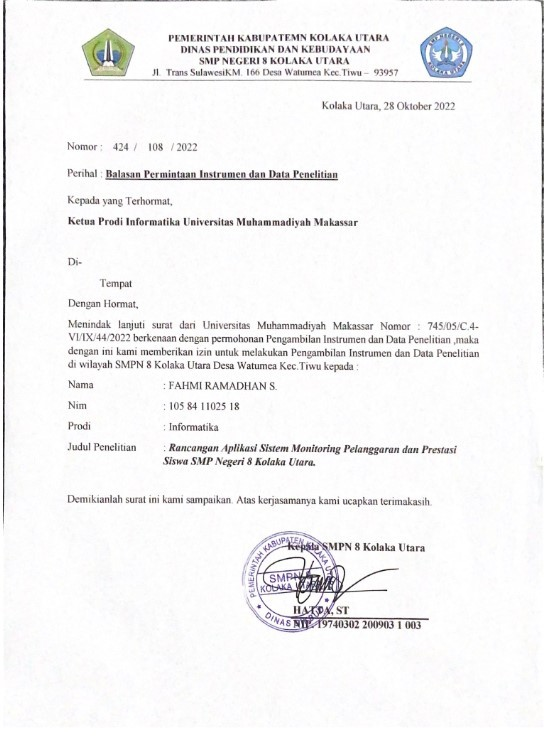 PEMERINTAH KABUPATEMN KOLAKA UTARA
DINAS PENDIDIKAN DAN KEBUDAYAAN
SMP NEGERI 8 KOLAKA UTARA
Jl. Trans SulawesiKM. 166 Desa Watumea Kec.Tiwu – 93957
Kolaka Utara, 28 Oktober 2022
Nomor : 424 / 108 / 2022
Perihal : Balasan Permintaan Instrumen dan Data Penelitian
Kepada yang Terhormat,
Ketua Prodi Informatika Universitas Muhammadiyah Makassar
Di-
Tempat
Dengan Hormat,
Menindak lanjuti surat dari Universitas Muhammadiyah Makassar Nomor : 745/05/C.4-
VI/IX/44/2022 berkenaan dengan permohonan Pengambilan Instrumen dan Data Penelitian ,maka
dengan ini kami memberikan izin untuk melakukan Pengambilan Instrumen dan Data Penelitian
di wilayah SMPN 8 Kolaka Utara Desa Watumea Kec.Tiwu kepada :
Nama : FAHMI RAMADHAN S.
Nim : 105 84 11025 18
Prodi : Informatika
Judul Penelitian : Rancangan Aplikasi Sistem Monitoring Pelanggaran dan Prestasi
Siswa SMP Negeri 8 Kolaka Utara.
Demikianlah surat ini kami sampaikan. Atas kerjasamanya kami ucapkan terimakasih.
Kepala SMPN 8 Kolaka Utara
PEMERINTAH KABUPATEN KOLAKA UTARA
SMPN
KOLAKA
DINAS
HATTA, ST
NIP. 19740302 200903 1 003